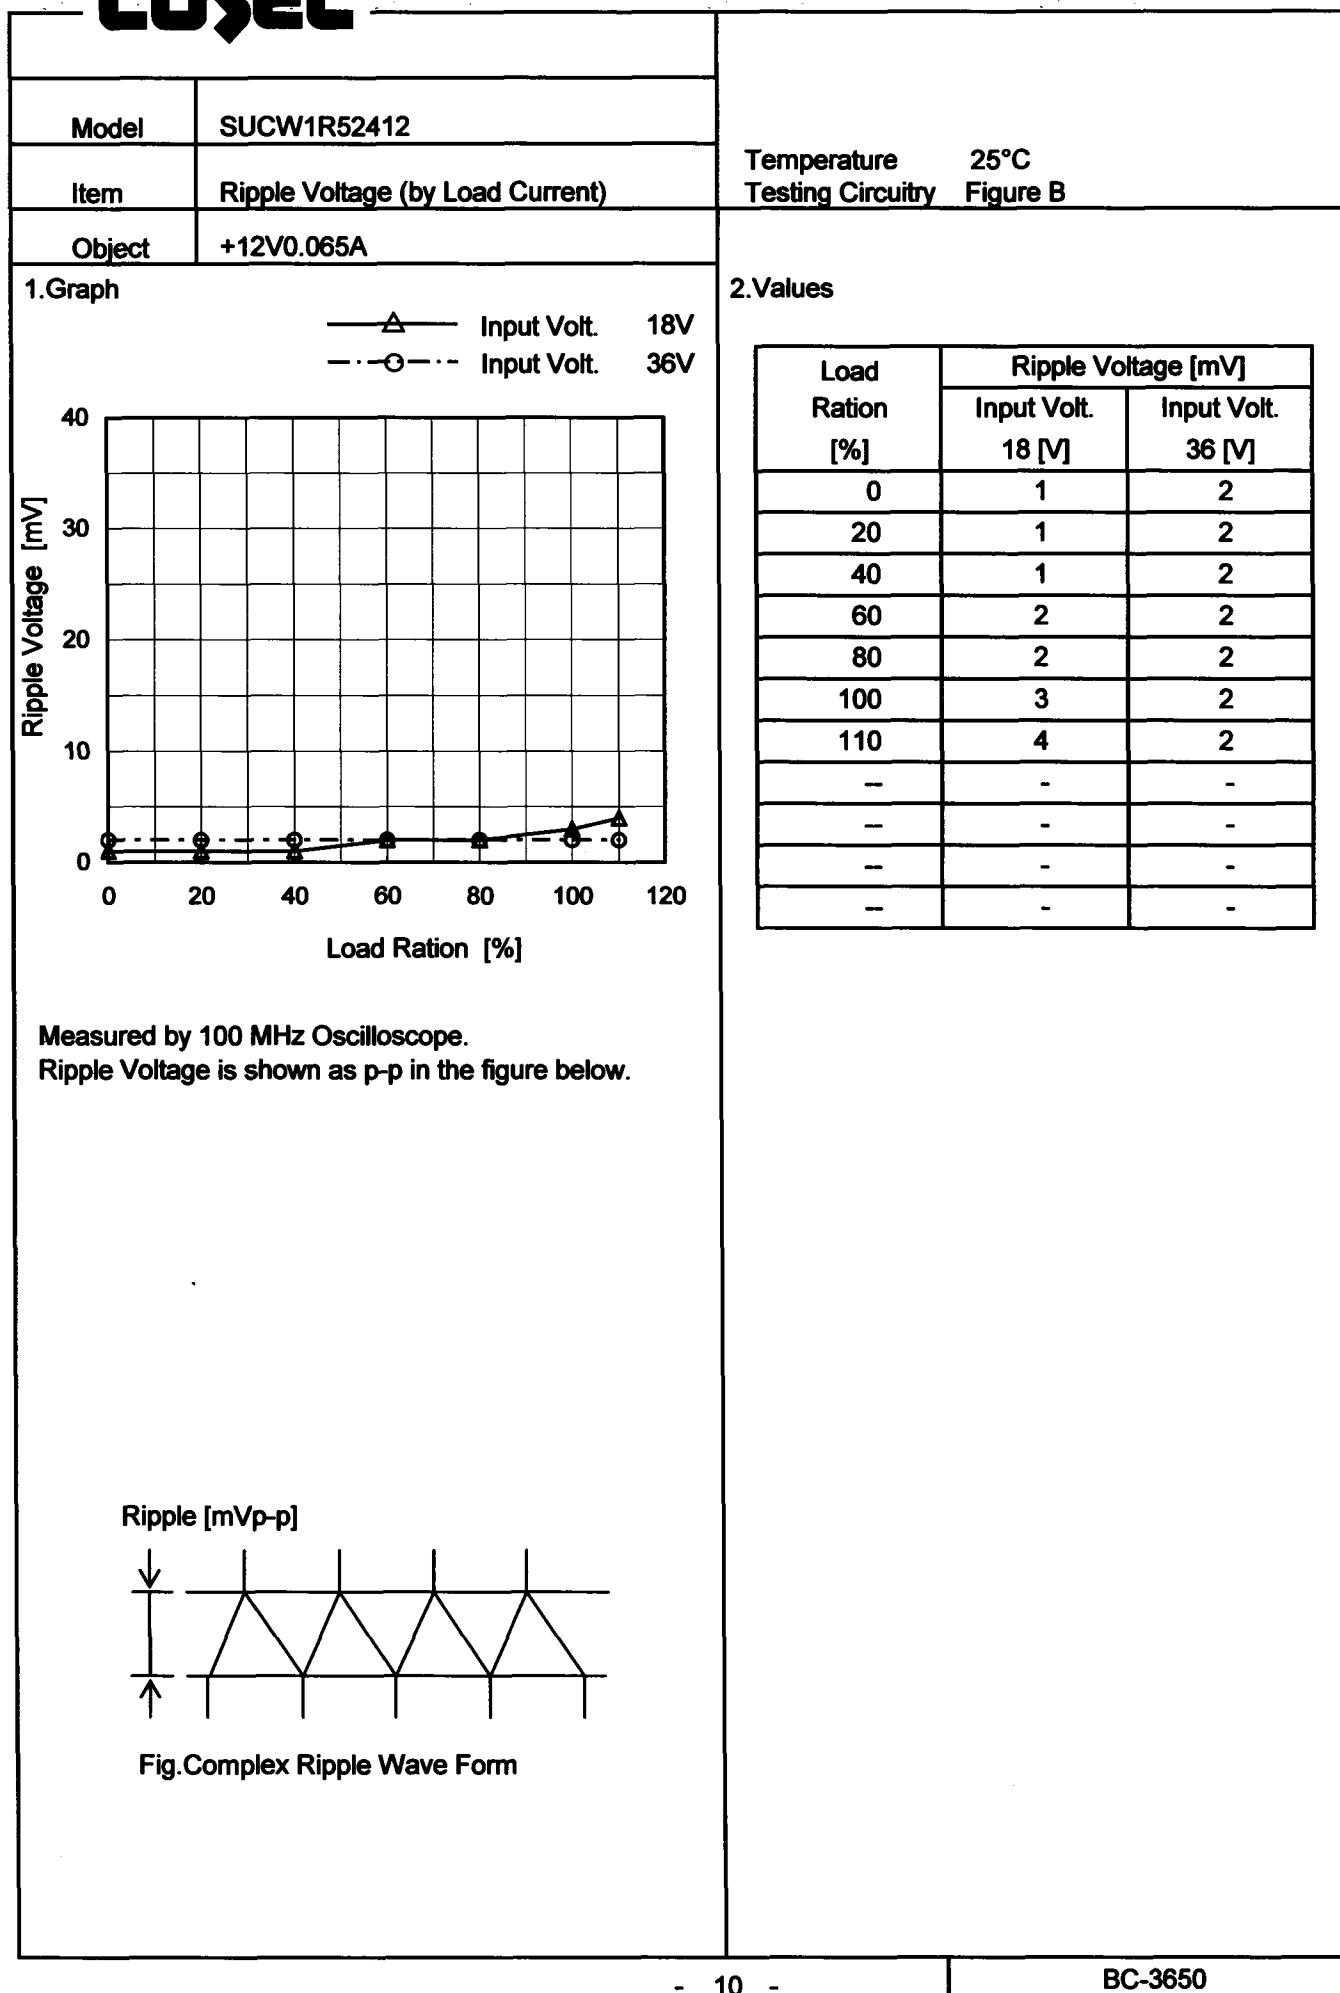 COSEL
Model SUCW1R52412
Item Ripple Voltage (by Load Current)
Object +12V0.065A
Temperature 25°C
Testing Circuitry Figure B
1.Graph
Input Volt. 18V
Input Volt. 36V
40
30
20
10
0
Ripple Voltage [mV]
0 20 40 60 80 100 120
Load Ration [%]
Measured by 100 MHz Oscilloscope.
Ripple Voltage is shown as p-p in the figure below.
Ripple [mVp-p]
Fig.Complex Ripple Wave Form
2.Values
Load Ripple Voltage [mV]
Ration Input Volt. Input Volt.
[%] 18 [V] 36 [V]
0 1 2
20 1 2
40 1 2
60 2 2
80 2 2
100 3 2
110 4 2
-- - -
-- - -
-- - -
-- - -
- 10 -
BC-3650